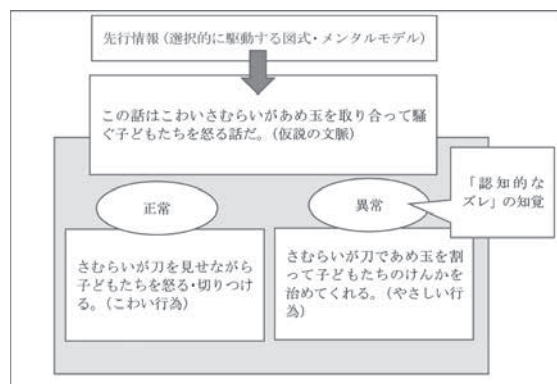 先行情報（選択的に駆動する図式・メンタルモデル）
この話はこわいさむらいがあめ玉を取り合って騒
ぐ子どもたちを怒る話だ。（仮説の文脈）
正常
異常
「認知的な
ズレ」の知覚
さむらいが刀を見せながら
子どもたちを怒る・切りつけ
る。（こわい行為）
さむらいが刀であめ玉を割
って子どもたちのけんかを
治めてくれる。（やさしい行
為）